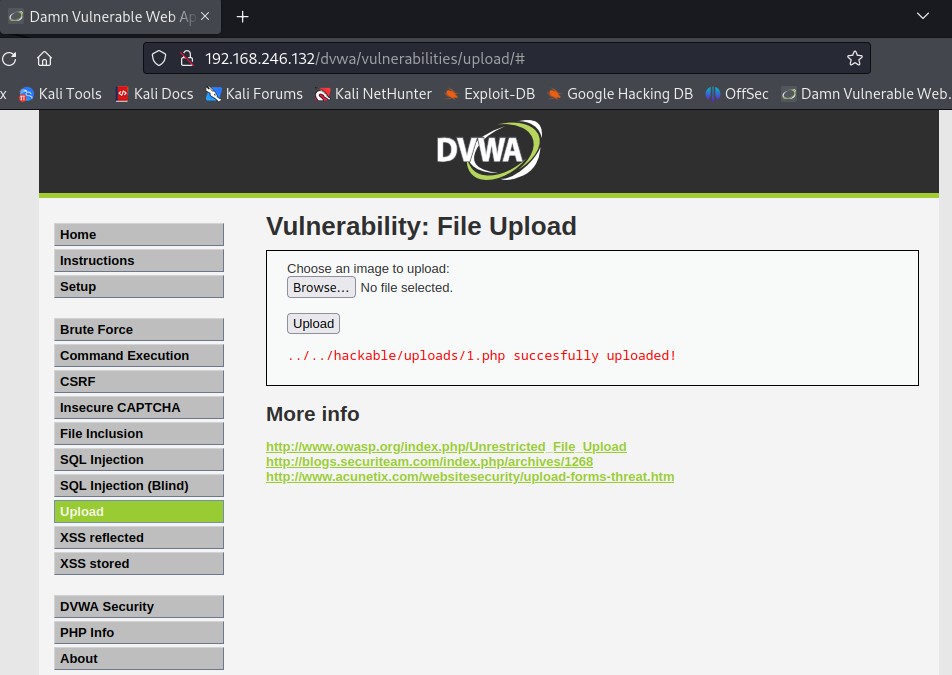 Damn Vulnerable Web Ap
192.168.246.132/dvwa/vulnerabilities/upload/#
x Kali Tools Kali Docs Kali Forums Kali NetHunter Exploit-DB Google Hacking DB OffSec Damn Vulnerable Web.
DVWA
Home
Instructions
Setup
Brute Force
Command Execution
CSRF
Insecure CAPTCHA
File Inclusion
SQL Injection
SQL Injection (Blind)
Upload
XSS reflected
XSS stored
DVWA Security
PHP Info
About
Vulnerability: File Upload
Choose an image to upload:
Browse... No file selected.
Upload
../../hackable/uploads/1.php succesfully uploaded!
More info
http://www.owasp.org/index.php/Unrestricted_File_Upload
http://blogs.securiteam.com/index.php/archives/1268
http://www.acunetix.com/websitesecurity/upload-forms-threat.htm